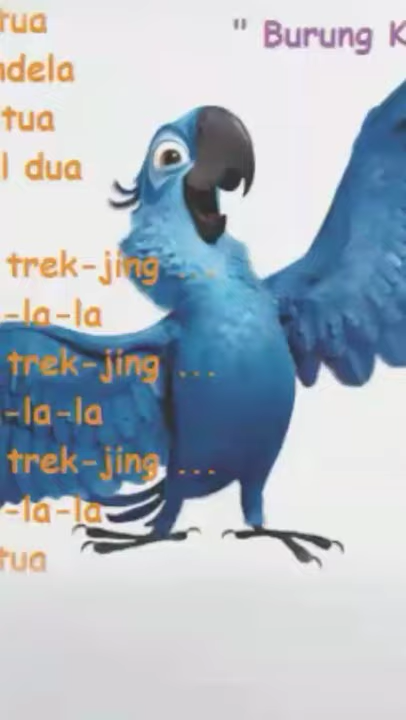 " Burung K
tua
ndela
tua
l dua
trek-jing ...
-la-la
trek-jing ...
-la-la
trek-jing ...
-la-la
tua